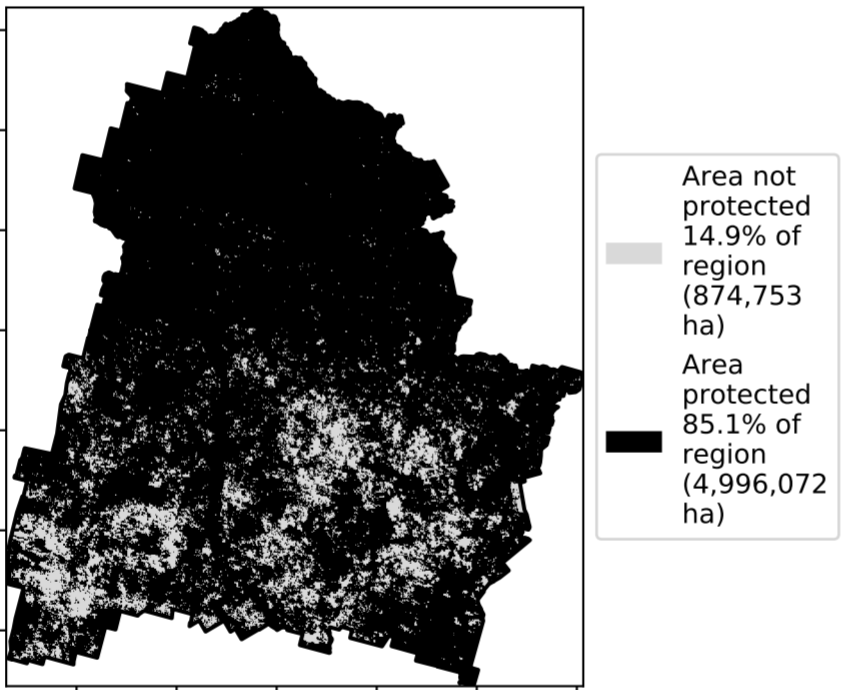 Area not
protected
14.9% of
region
(874,753
ha)
Area
protected
85.1% of
region
(4,996,072
ha)